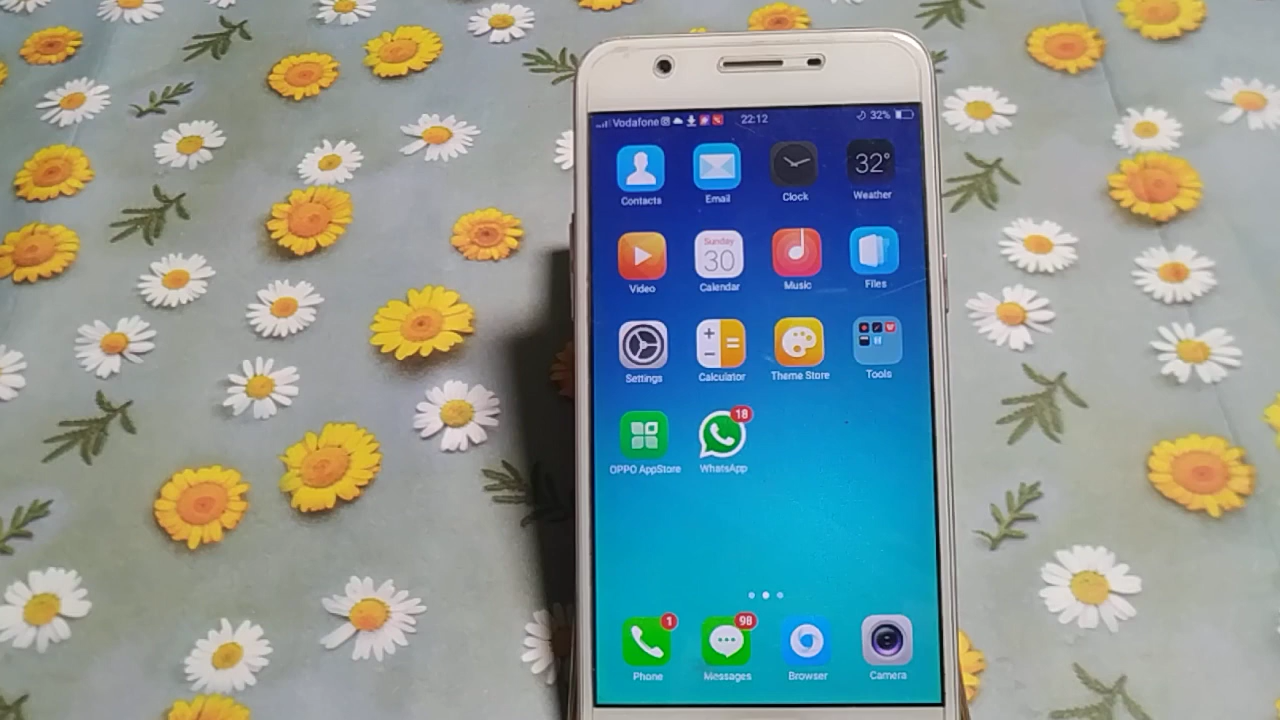 Vodafone 22:12 32%
Contacts Email Clock 32° Weather
Video Sunday 30 Calendar Music Files
Settings Calculator Theme Store Tools
OPPO AppStore 18 WhatsApp
1 98
Phone Messages Browser Camera